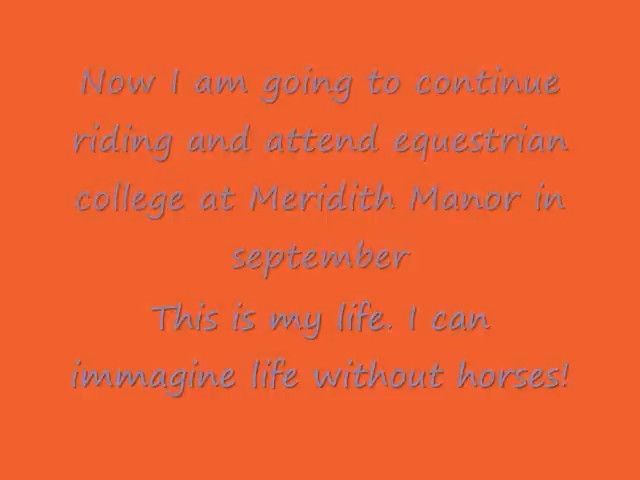 Now I am going to continue
riding and attend equestrian
college at Meridith Manor in
september
This is my life. I can
immagine life without horses!